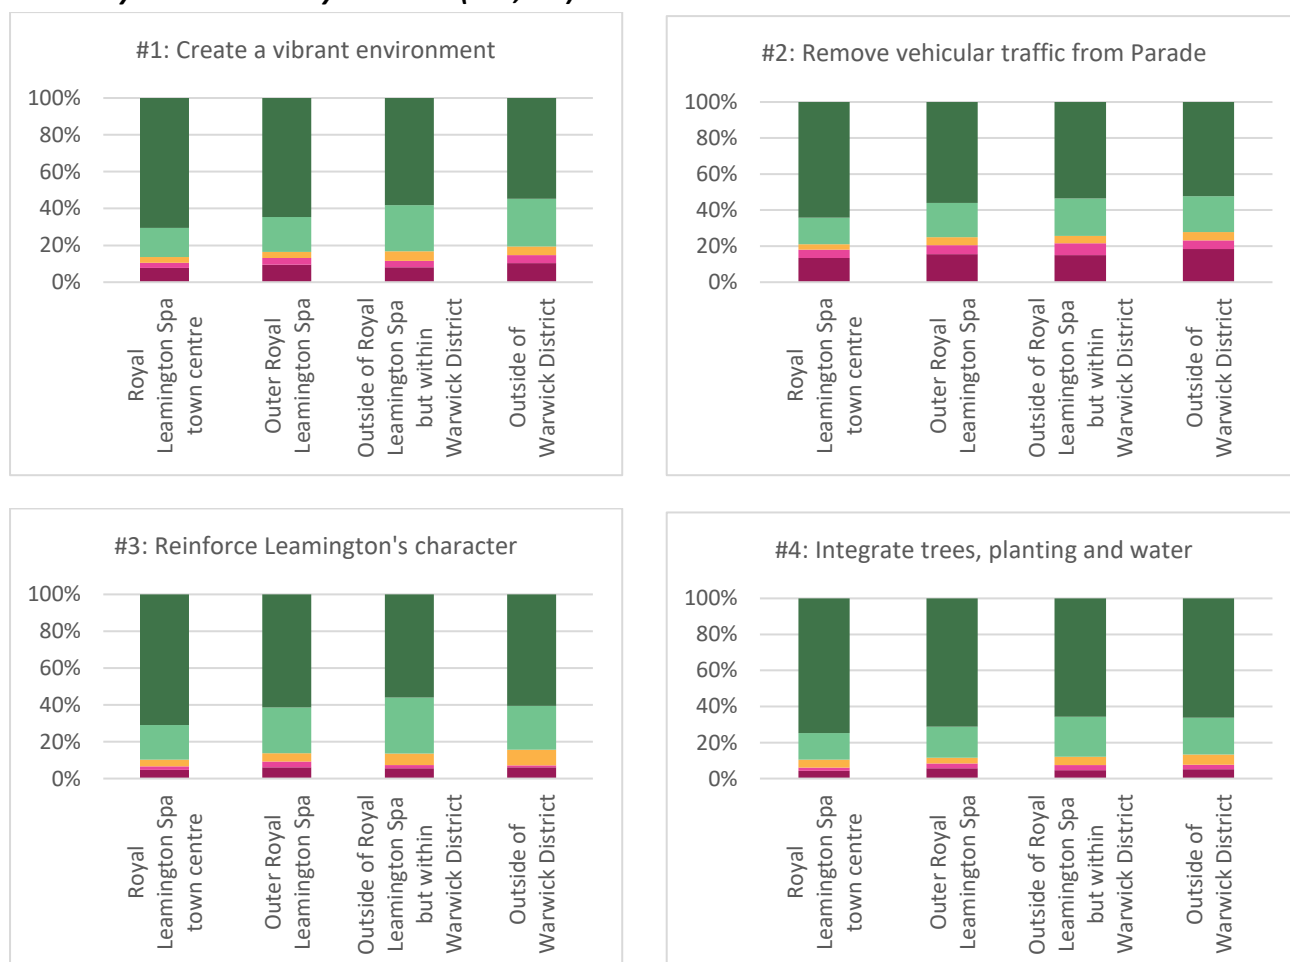 #1: Create a vibrant environment
100%
80%
60%
40%
20%
0%
Royal
Leamington Spa
town centre
Outer Royal
Leamington Spa
Outside of Royal
Leamington Spa
but within
Warwick District
Outside of
Warwick District
#2: Remove vehicular traffic from Parade
100%
80%
60%
40%
20%
0%
Royal
Leamington Spa
town centre
Outer Royal
Leamington Spa
Outside of Royal
Leamington Spa
but within
Warwick District
Outside of
Warwick District
#3: Reinforce Leamington's character
100%
80%
60%
40%
20%
0%
Royal
Leamington Spa
town centre
Outer Royal
Leamington Spa
Outside of Royal
Leamington Spa
but within
Warwick District
Outside of
Warwick District
#4: Integrate trees, planting and water
100%
80%
60%
40%
20%
0%
Royal
Leamington Spa
town centre
Outer Royal
Leamington Spa
Outside of Royal
Leamington Spa
but within
Warwick District
Outside of
Warwick District